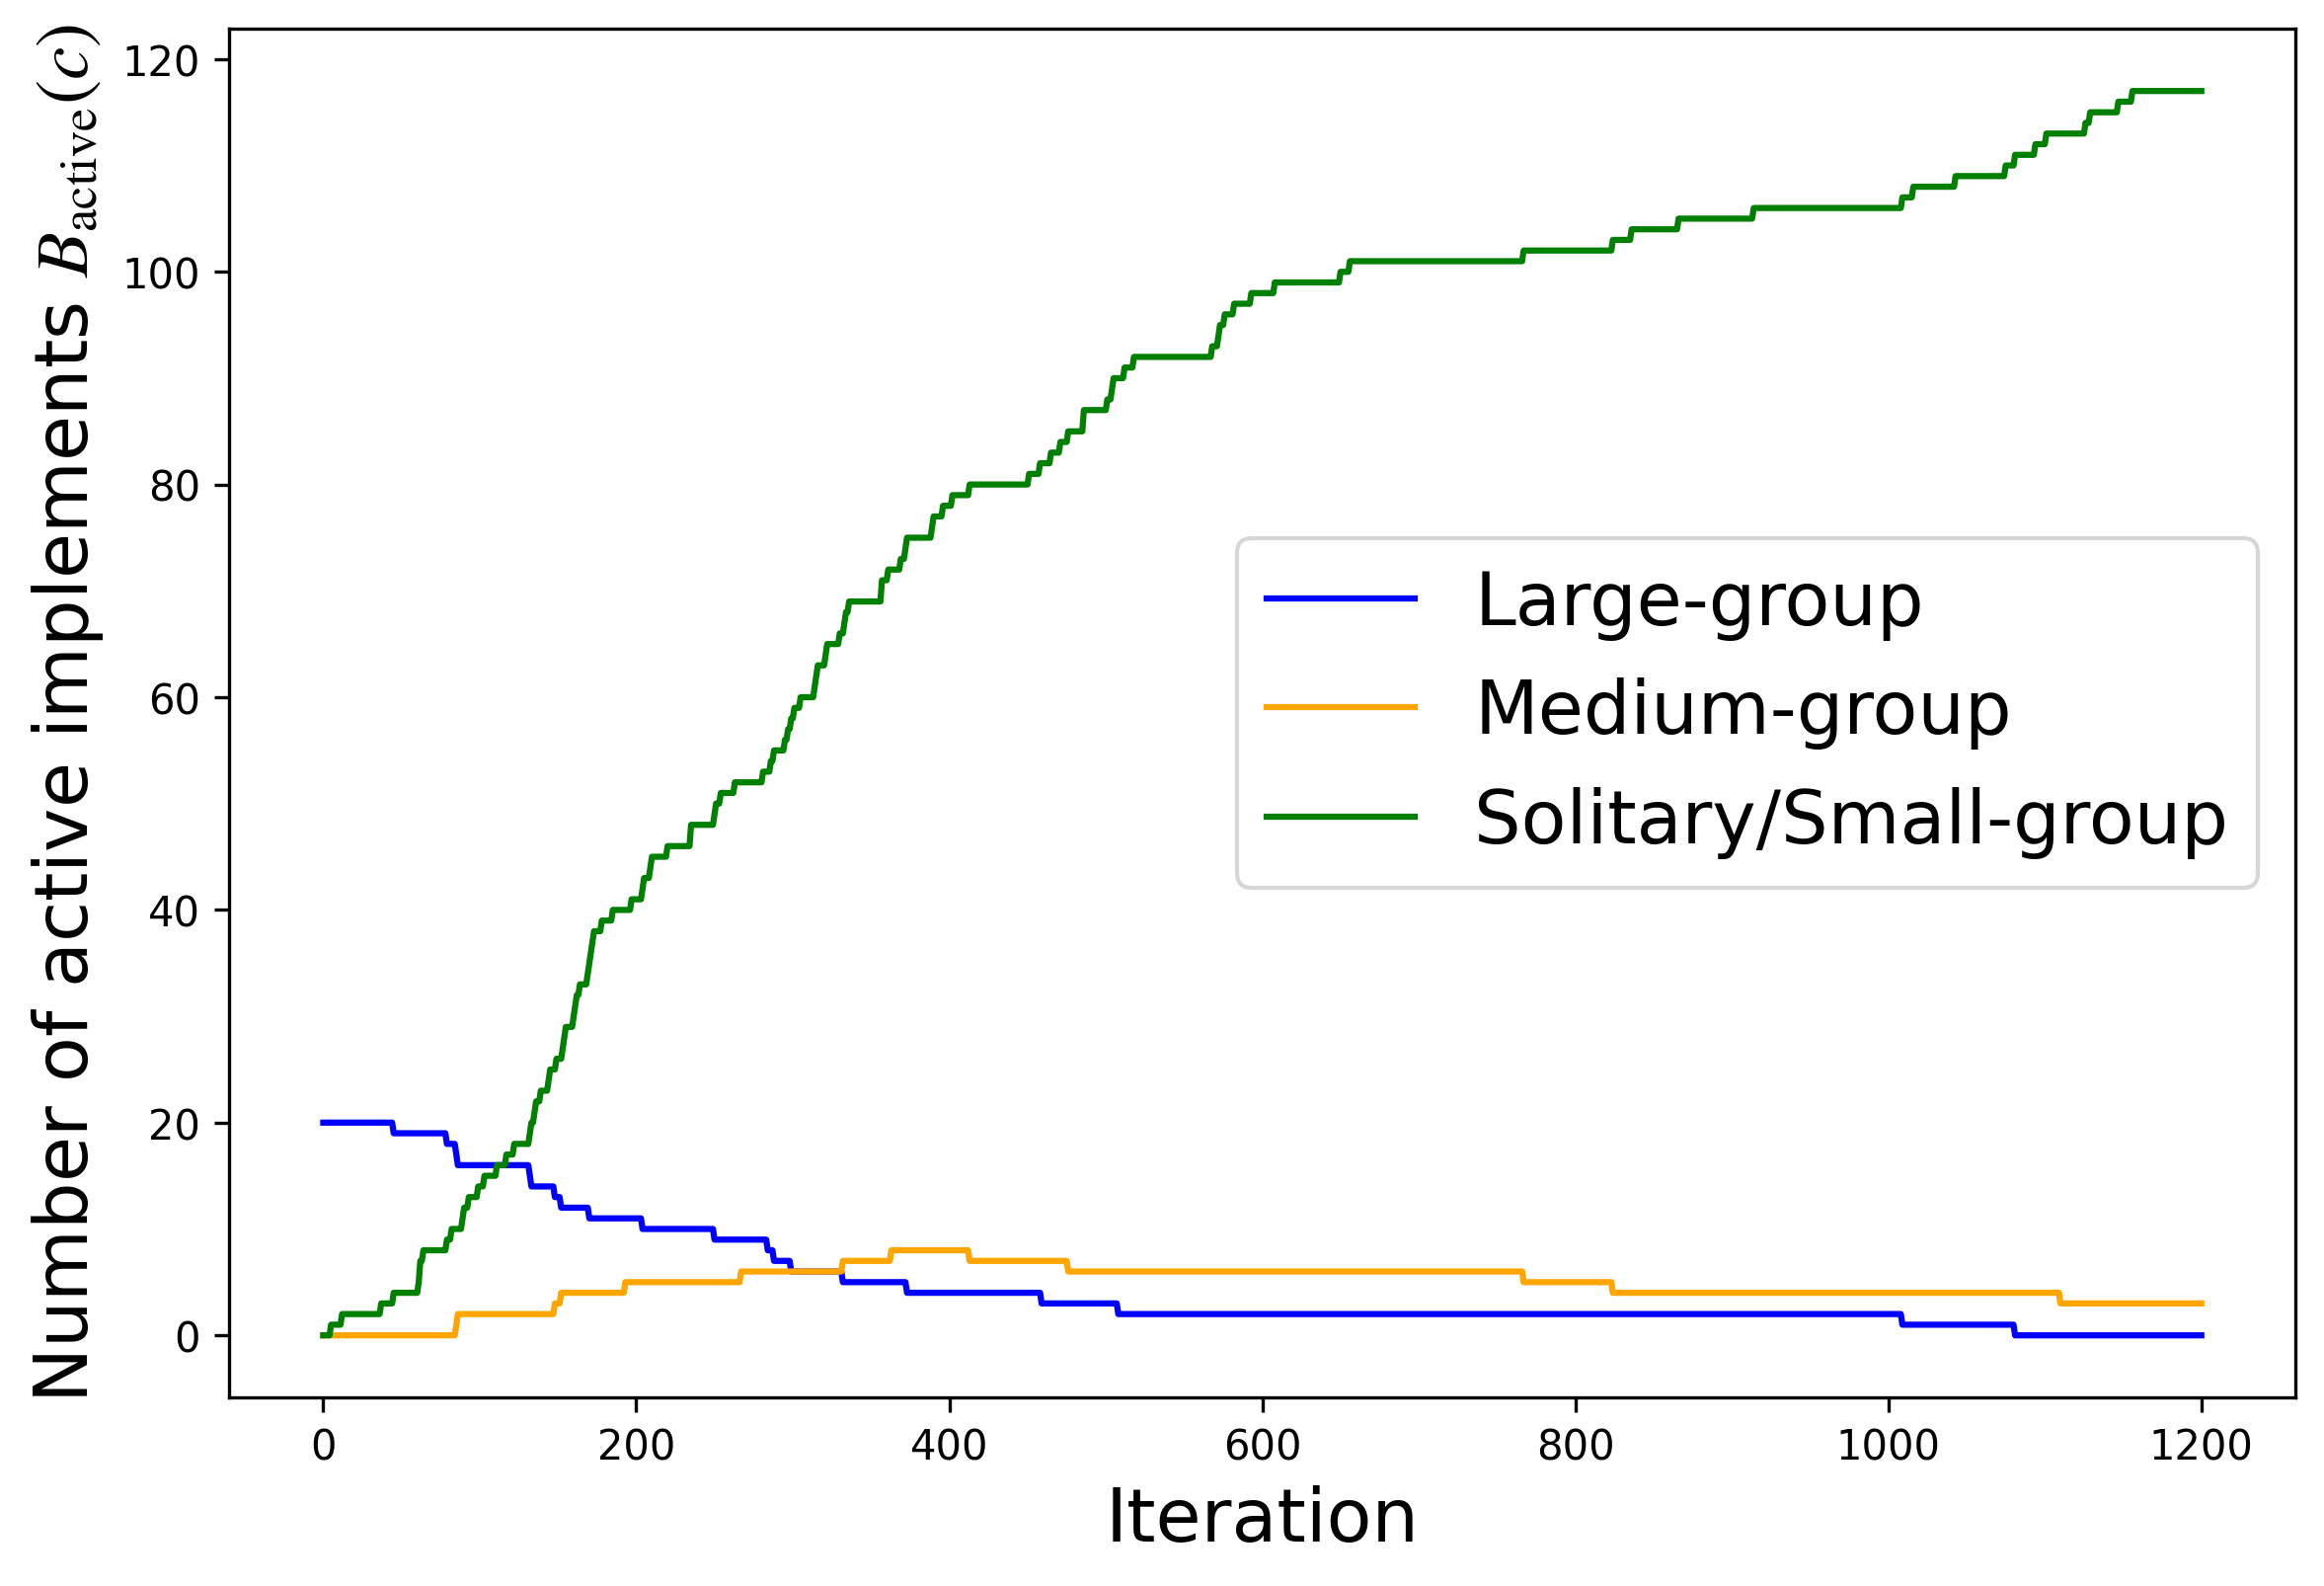 Number of active implements B_active(c)
120
100
80
60
40
20
0
Large-group
Medium-group
Solitary/Small-group
0 200 400 600 800 1000 1200
Iteration